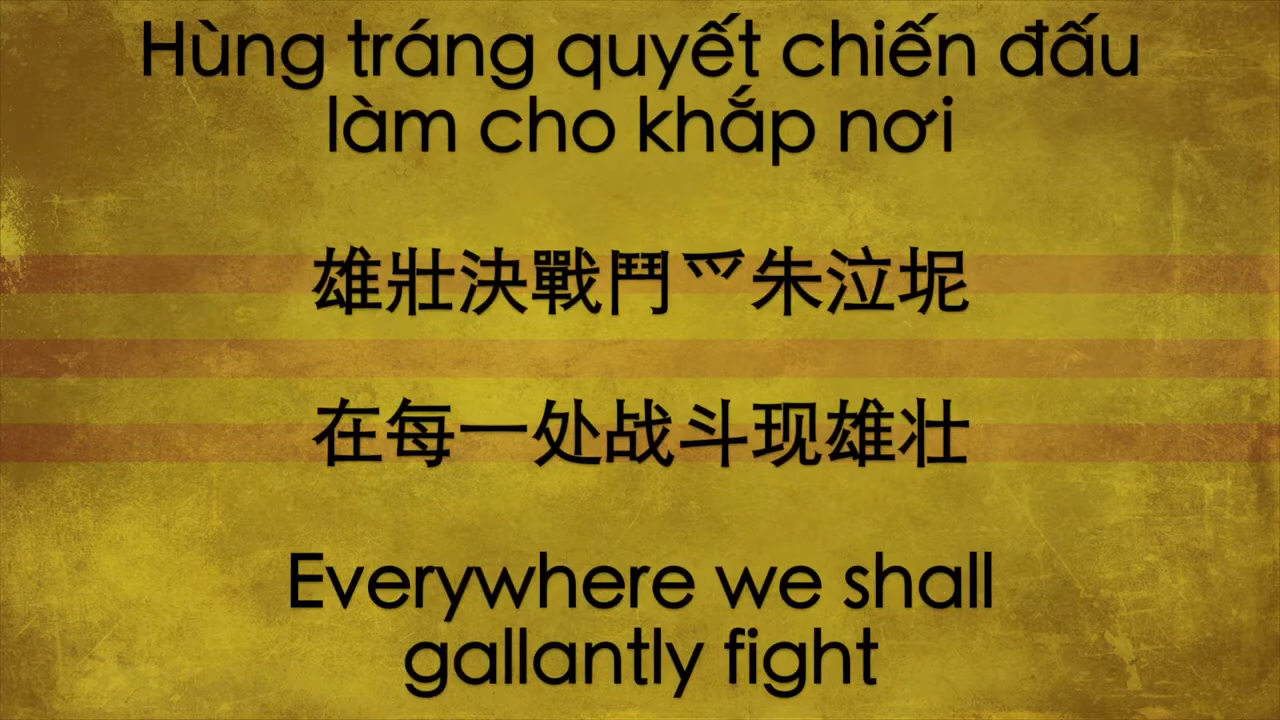 Hùng tráng quyết chiến đấu
làm cho khắp nơi
雄壯決戰鬥爫朱泣坭
在每一处战斗现雄壮
Everywhere we shall
gallantly fight